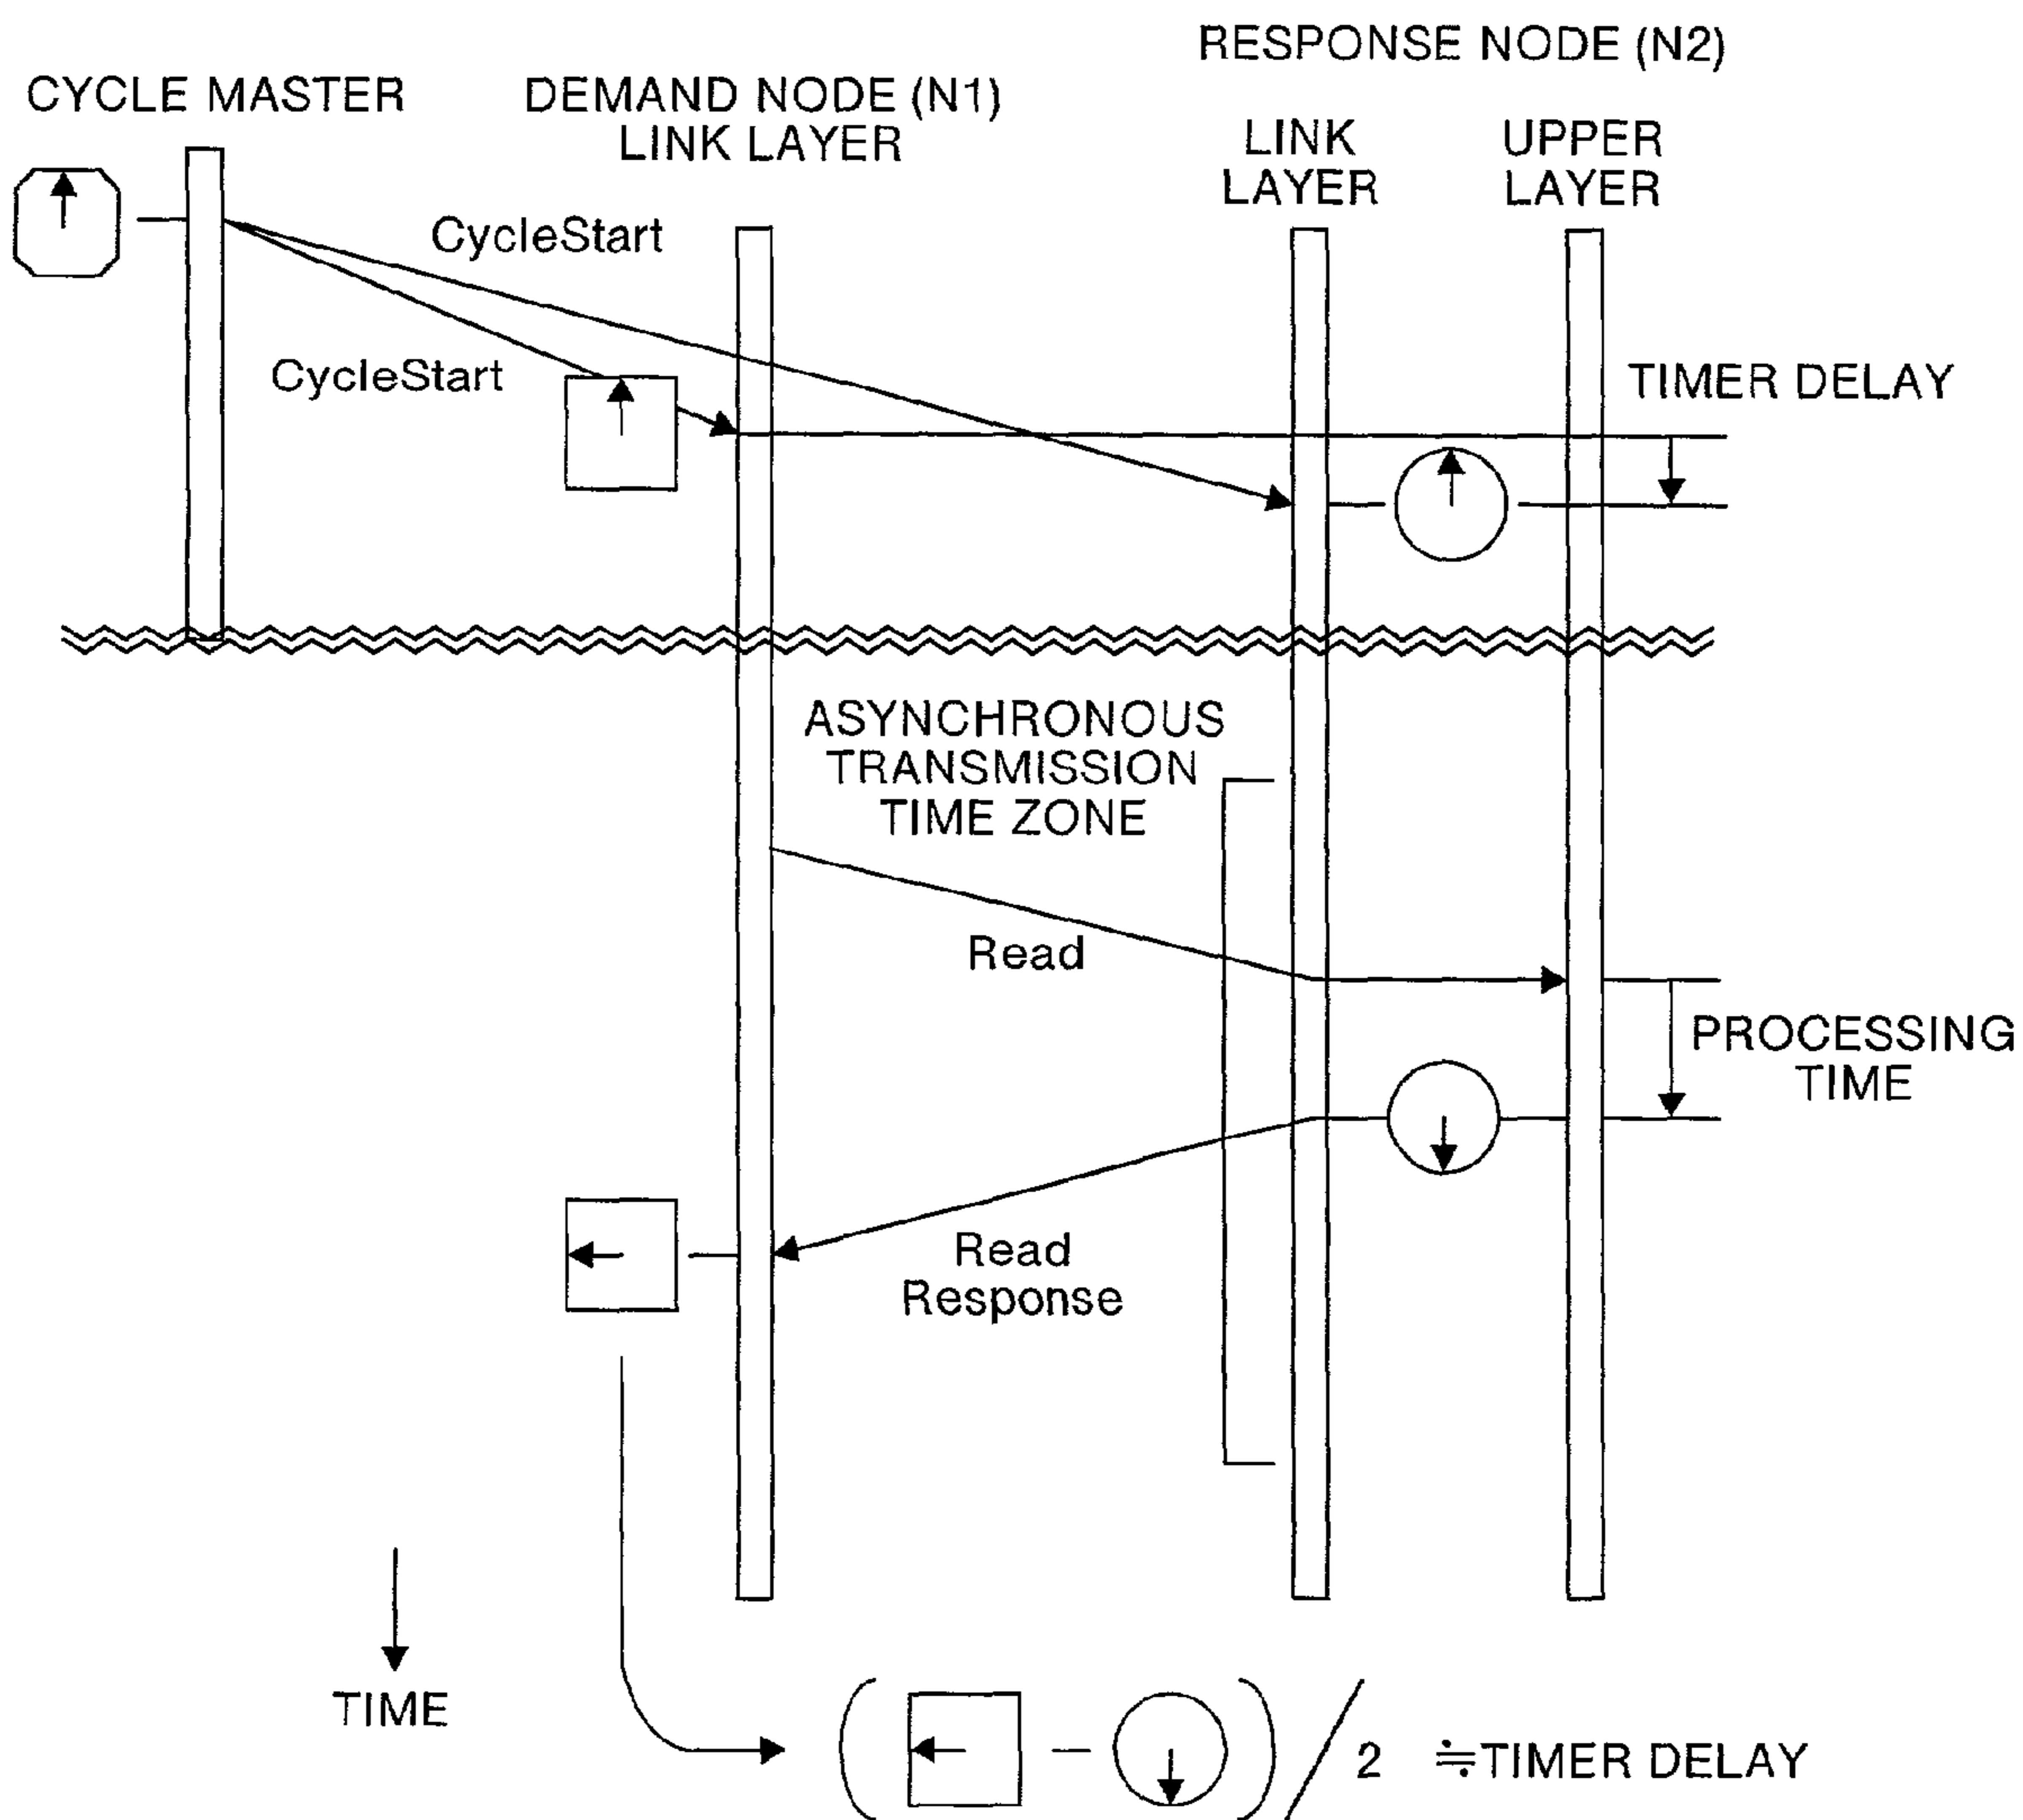 RESPONSE NODE (N2)
CYCLE MASTER
DEMAND NODE (N1)
LINK LAYER
LINK
LAYER
UPPER
LAYER
CycleStart
CycleStart
TIMER DELAY
ASYNCHRONOUS
TRANSMISSION
TIME ZONE
Read
PROCESSING
TIME
Read
Response
TIME
( − ) / 2 ≒TIMER DELAY